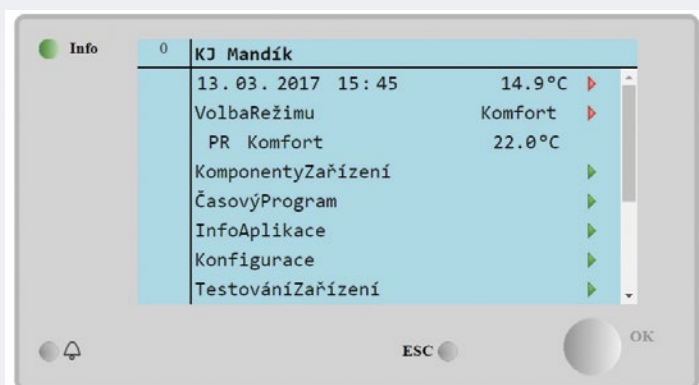 Info
0 KJ Mandík
13.03.2017 15:45 14.9°C
VolbaRežimu Komfort
PR Komfort 22.0°C
KomponentyZařízení
ČasovýProgram
InfoAplikace
Konfigurace
TestováníZařízení
ESC OK